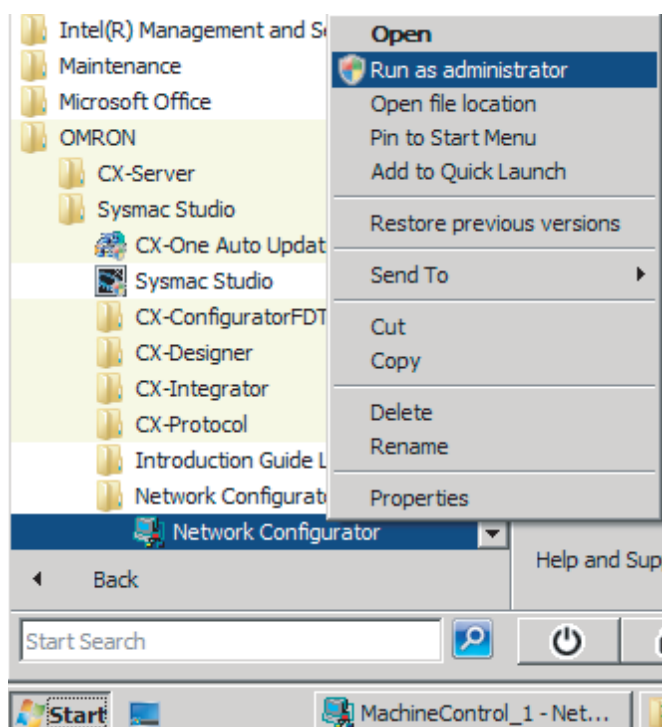 Intel(R) Management and
Maintenance
Microsoft Office
OMRON
CX-Server
Sysmac Studio
CX-One Auto
Sysmac Studio
CX-ConfiguratorFDT
CX-Designer
CX-Integrator
CX-Protocol
Introduction Guide
Network
Network Configurator
Back
Start Search
Start
Open
Run as administrator
Open file location
Pin to Start Menu
Add to Quick Launch
Restore previous versions
Send To
Cut
Copy
Delete
Rename
Properties
Help and
MachineControl_1 - Net...